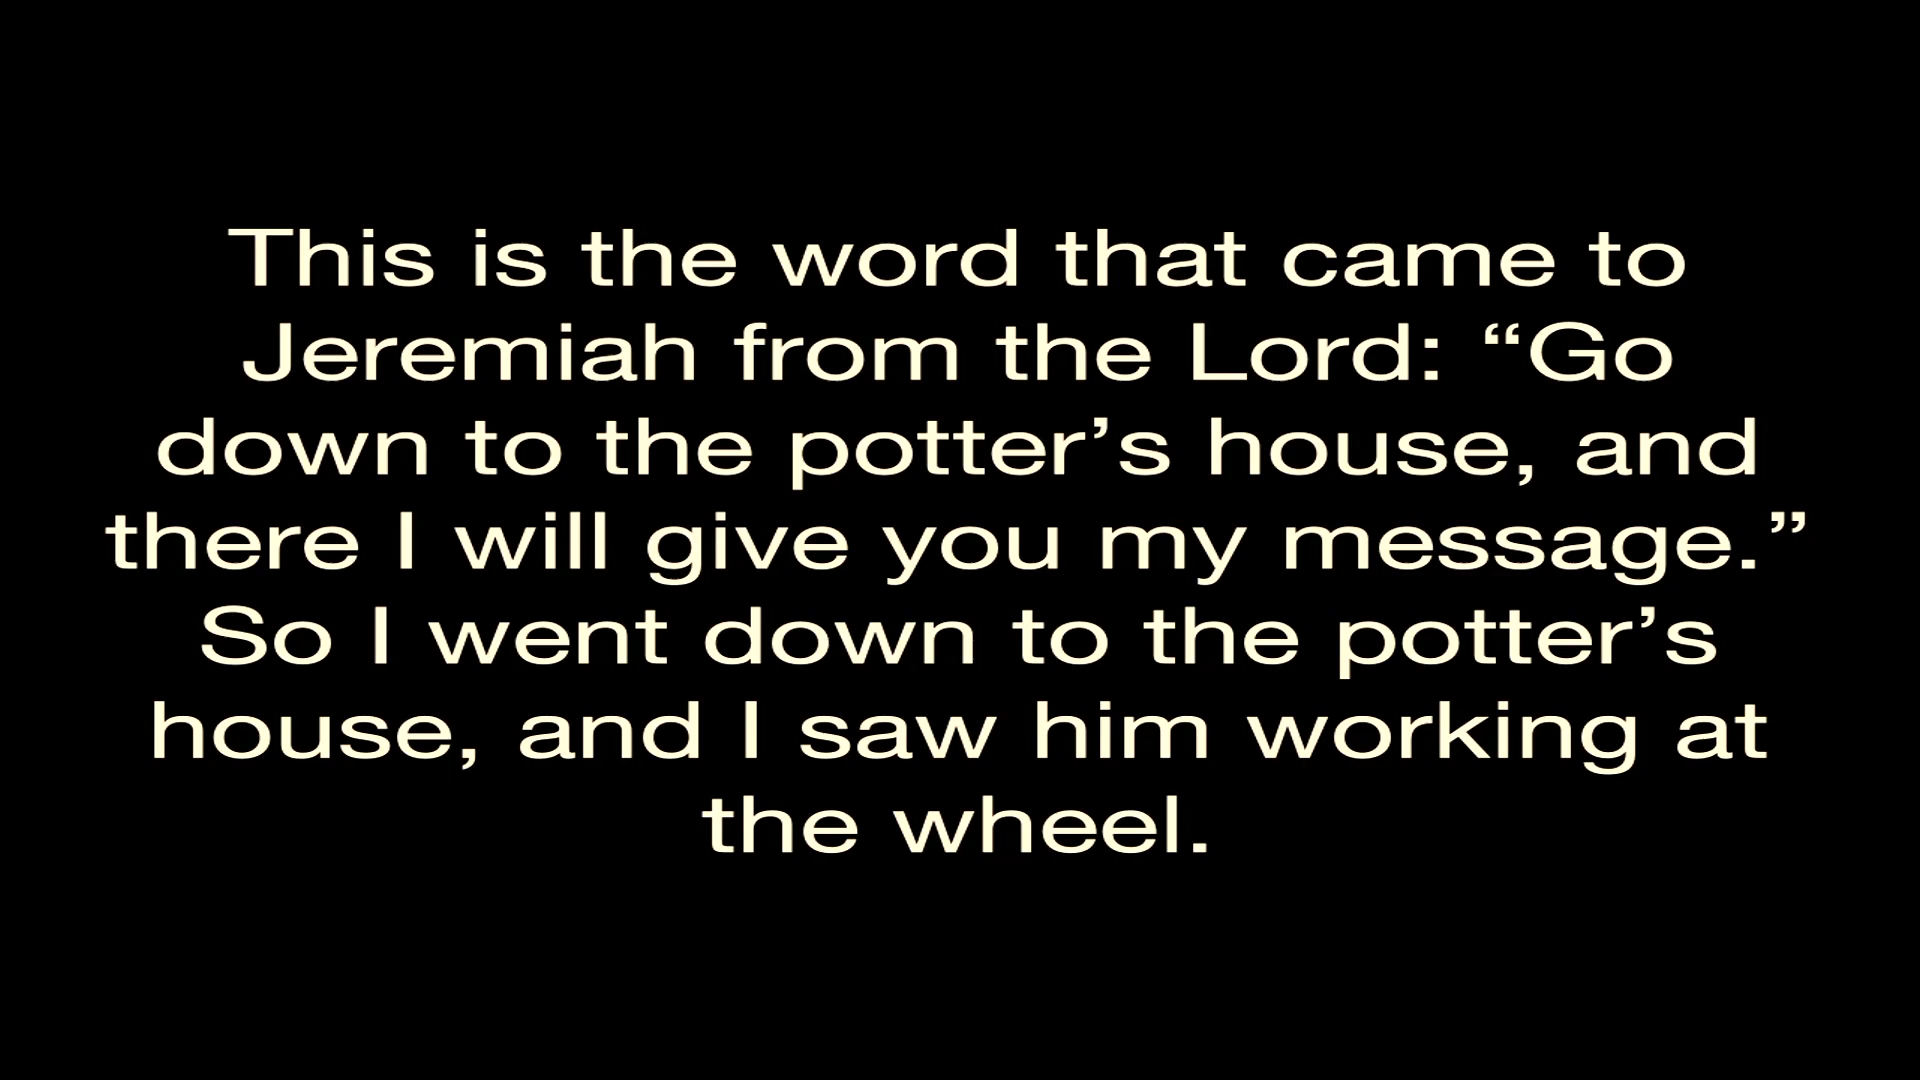 This is the word that came to
Jeremiah from the Lord: “Go
down to the potter’s house, and
there I will give you my message.”
So I went down to the potter’s
house, and I saw him working at
the wheel.